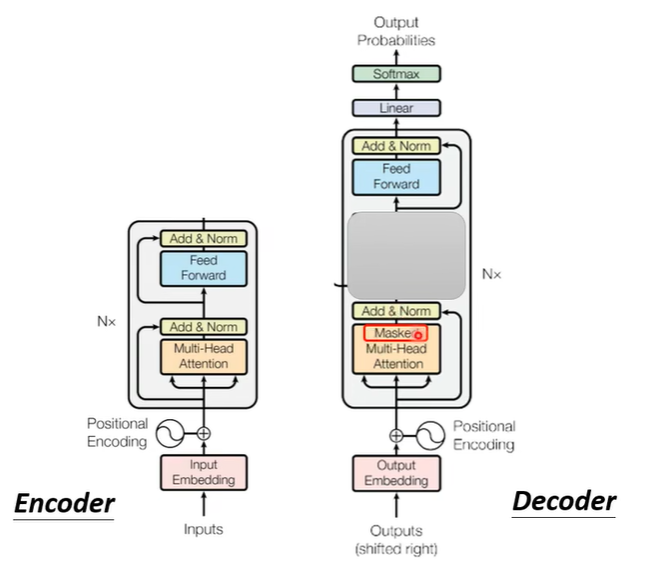 Output
Probabilities
Softmax
Linear
Add & Norm
Feed
Forward
Add & Norm
Masked
Multi-Head
Attention
Nx
Positional
Encoding
Output
Embedding
Outputs
(shifted right)
Decoder
Add & Norm
Feed
Forward
Add & Norm
Multi-Head
Attention
Nx
Positional
Encoding
Input
Embedding
Inputs
Encoder